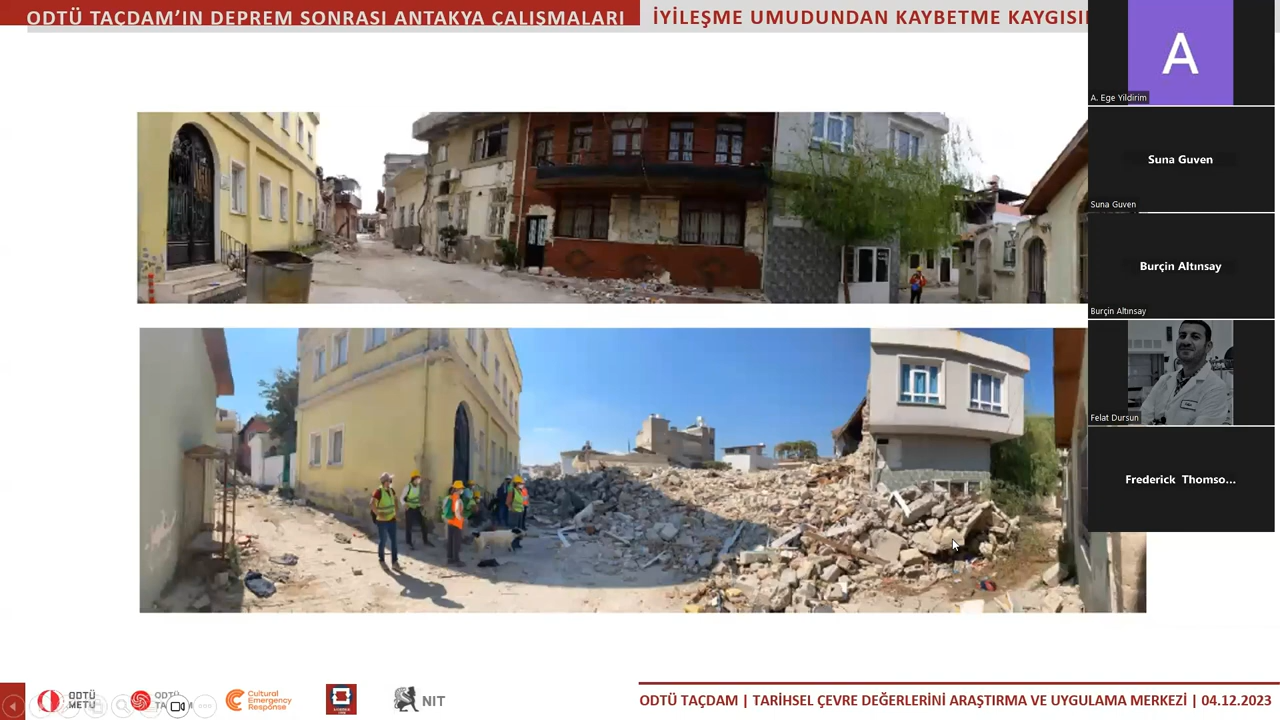 ODTÜ TAÇDAM'IN DEPREM SONRASI ANTAKYA ÇALIŞMALARI
İYİLEŞME UMUDUNDAN KAYBETME
A
A. Ege Yildirim
Suna Guven
Suna Guven
Burçin Altınsay
Burçin Altınsay
Felat Dursun
Frederick Thomso...
ODTÜ
METU
ODTÜ
Cultural
Emergency
Response
NIT
ODTÜ TAÇDAM | TARİHSEL ÇEVRE DEĞERLERİNİ ARAŞTIRMA VE UYGULAMA MERKEZİ | 04.12.2023